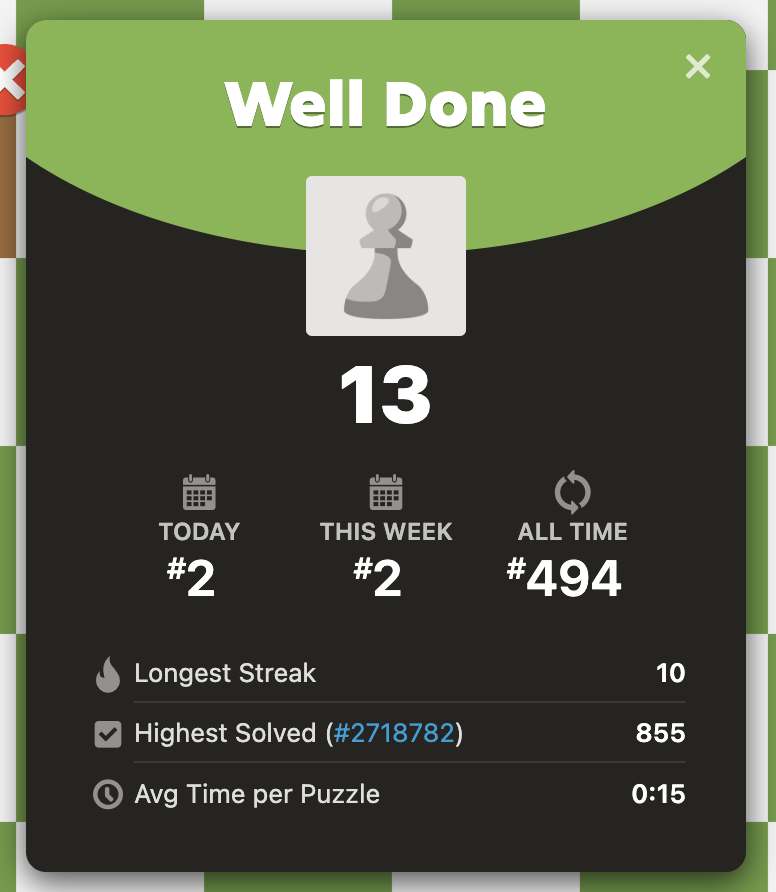 Well Done
13
TODAY THIS WEEK ALL TIME
#2 #2 #494
Longest Streak 10
Highest Solved (#2718782) 855
Avg Time per Puzzle 0:15